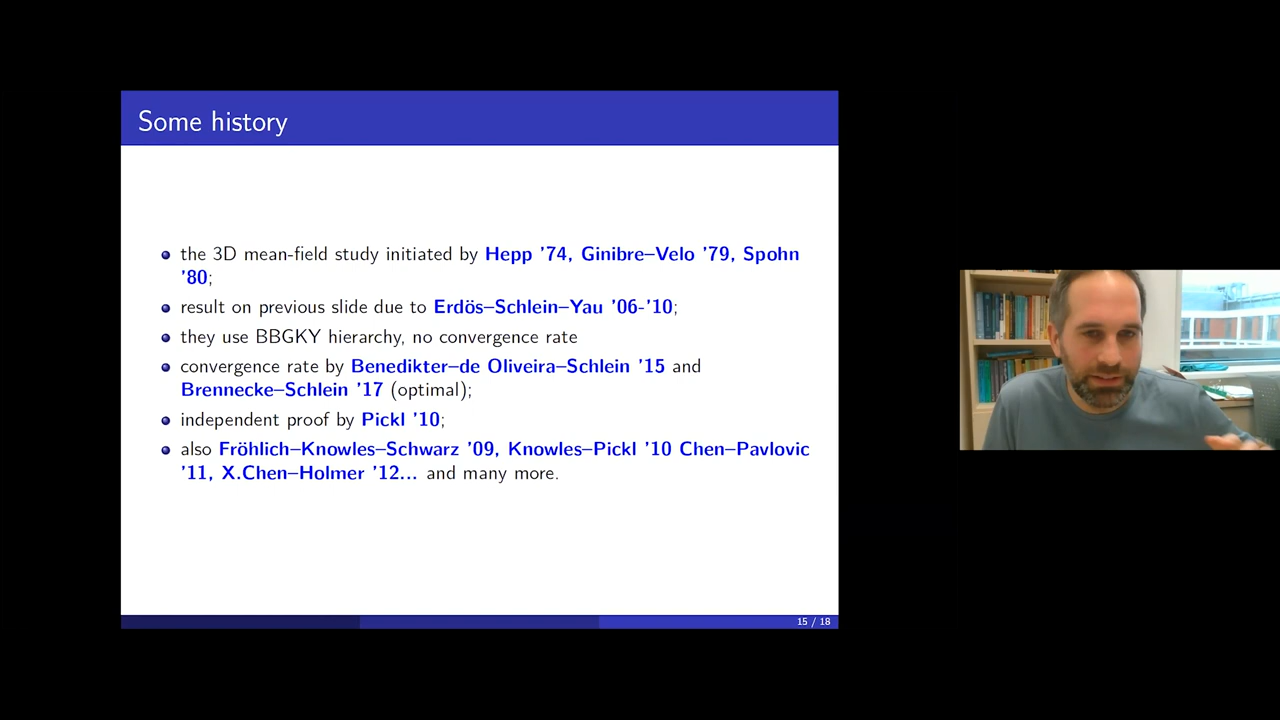 Some history
the 3D mean-field study initiated by Hepp ’74, Ginibre–Velo ’79, Spohn
’80;
result on previous slide due to Erdös–Schlein–Yau ’06-’10;
they use BBGKY hierarchy, no convergence rate
convergence rate by Benedikter–de Oliveira–Schlein ’15 and
Brennecke–Schlein ’17 (optimal);
independent proof by Pickl ’10;
also Fröhlich–Knowles–Schwarz ’09, Knowles–Pickl ’10 Chen–Pavlovic
’11, X.Chen–Holmer ’12... and many more.
15 / 18